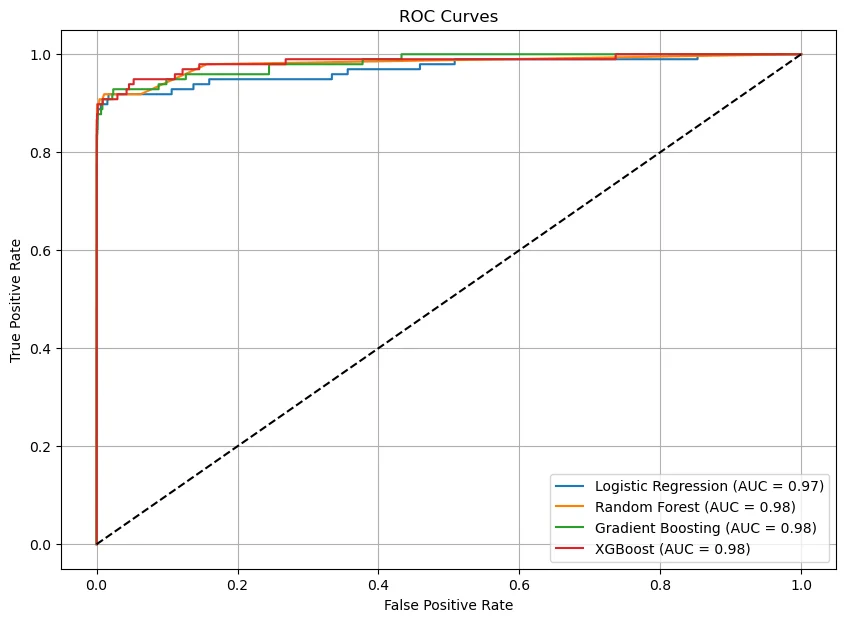 ROC Curves
True Positive Rate
1.0
0.8
0.6
0.4
0.2
0.0
Logistic Regression (AUC = 0.97)
Random Forest (AUC = 0.98)
Gradient Boosting (AUC = 0.98)
XGBoost (AUC = 0.98)
0.0 0.2 0.4 0.6 0.8 1.0
False Positive Rate